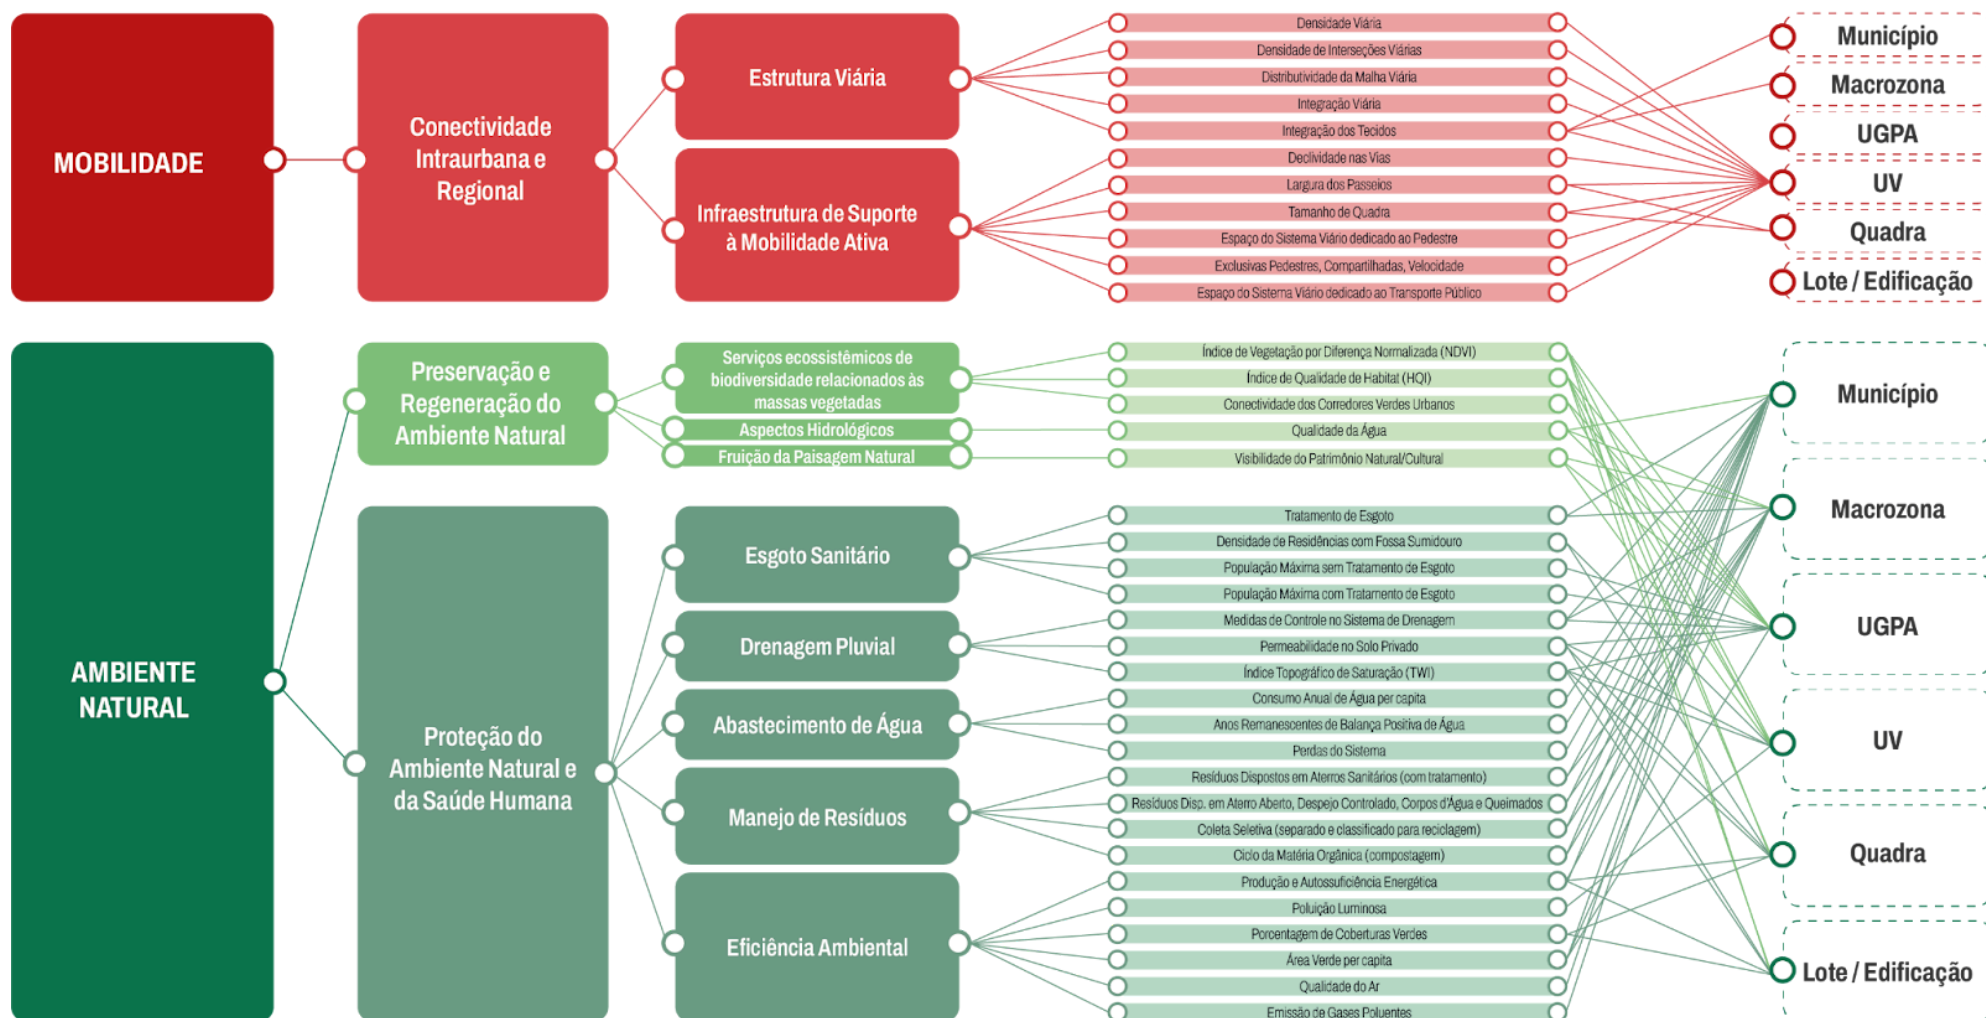 MOBILIDADE
Conectividade
Intraurbana e
Regional
Estrutura Viária
Infraestrutura de Suporte
à Mobilidade Ativa
Densidade Viária
Densidade de Interseções Viárias
Distributividade da Malha Viária
Integração Viária
Integração dos Tecidos
Declividade nas Vias
Largura dos Passeios
Tamanho de Quadra
Espaço do Sistema Viário dedicado ao Pedestre
Exclusivas Pedestres, Compartilhadas, Velocidade
Espaço do Sistema Viário dedicado ao Transporte Público
Município
Macrozona
UGPA
UV
Quadra
Lote / Edificação
AMBIENTE
NATURAL
Preservação e
Regeneração do
Ambiente Natural
Proteção do
Ambiente Natural e
da Saúde Humana
Serviços ecossistêmicos de
biodiversidade relacionados às
massas vegetadas
Aspectos Hidrológicos
Fruição da Paisagem Natural
Esgoto Sanitário
Drenagem Pluvial
Abastecimento de Água
Manejo de Resíduos
Eficiência Ambiental
Índice de Vegetação por Diferença Normalizada (NDVI)
Índice de Qualidade de Habitat (HQI)
Conectividade dos Corredores Verdes Urbanos
Qualidade da Água
Visibilidade do Patrimônio Natural/Cultural
Tratamento de Esgoto
Densidade de Residências com Fossa Sumidouro
População Máxima sem Tratamento de Esgoto
População Máxima com Tratamento de Esgoto
Medidas de Controle no Sistema de Drenagem
Permeabilidade no Solo Privado
Índice Topográfico de Saturação (TWI)
Consumo Anual de Água per capita
Anos Remanescentes de Balança Positiva de Água
Perdas do Sistema
Resíduos Dispostos em Aterros Sanitários (com tratamento)
Resíduos Disp. em Aterro Aberto, Despejo Controlado, Corpos d'Água e Queimados
Coleta Seletiva (separado e classificado para reciclagem)
Ciclo da Matéria Orgânica (compostagem)
Produção e Autossuficiência Energética
Poluição Luminosa
Porcentagem de Coberturas Verdes
Área Verde per capita
Qualidade do Ar
Emissão de Gases Poluentes
Município
Macrozona
UGPA
UV
Quadra
Lote / Edificação